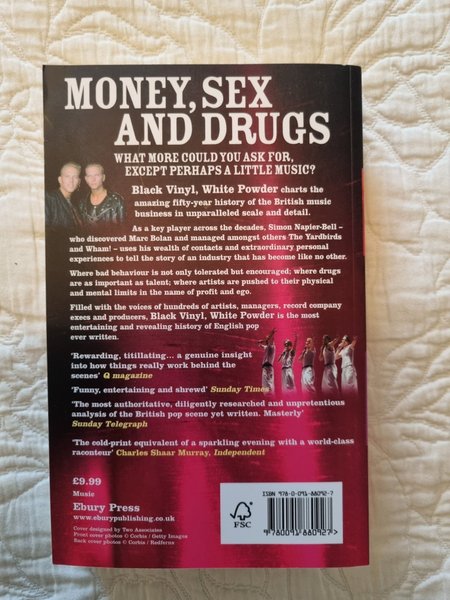 MONEY, SEX
AND DRUGS
WHAT MORE COULD YOU ASK FOR,
EXCEPT PERHAPS A LITTLE MUSIC?
Black Vinyl, White Powder charts the
amazing fifty-year history of the British music
business in unparalleled scale and detail.
As a key player across the decades, Simon Napier-Bell –
who discovered Marc Bolan and managed amongst others The Yardbirds
and Wham! – uses his wealth of contacts and extraordinary personal
experiences to tell the story of an industry that has become like no other.
Where bad behaviour is not only tolerated but encouraged; where drugs
are as important as talent; where artists are pushed to their physical
and mental limits in the name of profit and ego.
Filled with the voices of hundreds of artists, managers, record company
execs and producers, Black Vinyl, White Powder is the most
entertaining and revealing history of English pop
ever written.
'Rewarding, titillating... a genuine insight
into how things really work behind the
scenes' Q magazine
'Funny, entertaining and shrewd' Sunday Times
'The most authoritative, diligently researched and unpretentious
analysis of the British pop scene yet written. Masterly'
Sunday Telegraph
'The cold-print equivalent of a sparkling evening with a world-class
raconteur' Charles Shaar Murray, Independent
£9.99
Music
Ebury Press
www.eburypublishing.co.uk
Cover designed by Two Associates
Front cover photos © Corbis / Getty Images
Back cover photos © Corbis / Redferns
FSC
ISBN 978-0-091-88092-7
9 780091 880927 >